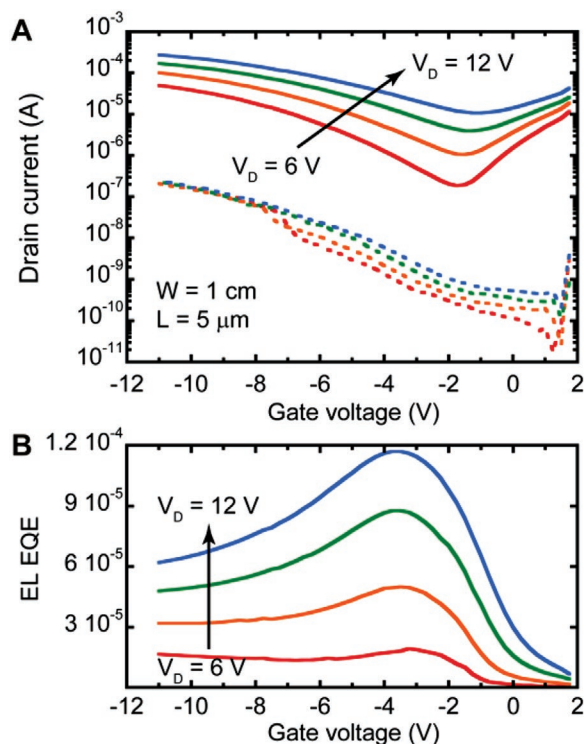 A
10⁻³
10⁻⁴
10⁻⁵
10⁻⁶
10⁻⁷
10⁻⁸
10⁻⁹
10⁻¹⁰
10⁻¹¹
Drain current (A)
V_D = 12 V
V_D = 6 V
W = 1 cm
L = 5 μm
-12 -10 -8 -6 -4 -2 0 2
Gate voltage (V)
B
1.2 10⁻⁴
9 10⁻⁵
6 10⁻⁵
3 10⁻⁵
EL EQE
V_D = 12 V
V_D = 6 V
-12 -10 -8 -6 -4 -2 0 2
Gate voltage (V)